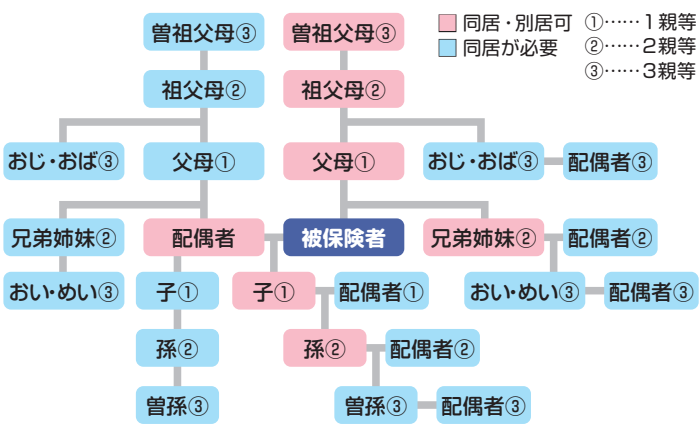 曽祖父母③
曽祖父母③
同居・別居可
①……1親等
同居が必要
②……2親等
③……3親等
祖父母②
祖父母②
おじ・おば③
父母①
父母①
おじ・おば③
配偶者③
兄弟姉妹②
配偶者
被保険者
兄弟姉妹②
配偶者②
おい・めい③
子①
子①
配偶者①
おい・めい③
配偶者③
孫②
孫②
配偶者②
曽孫③
曽孫③
配偶者③